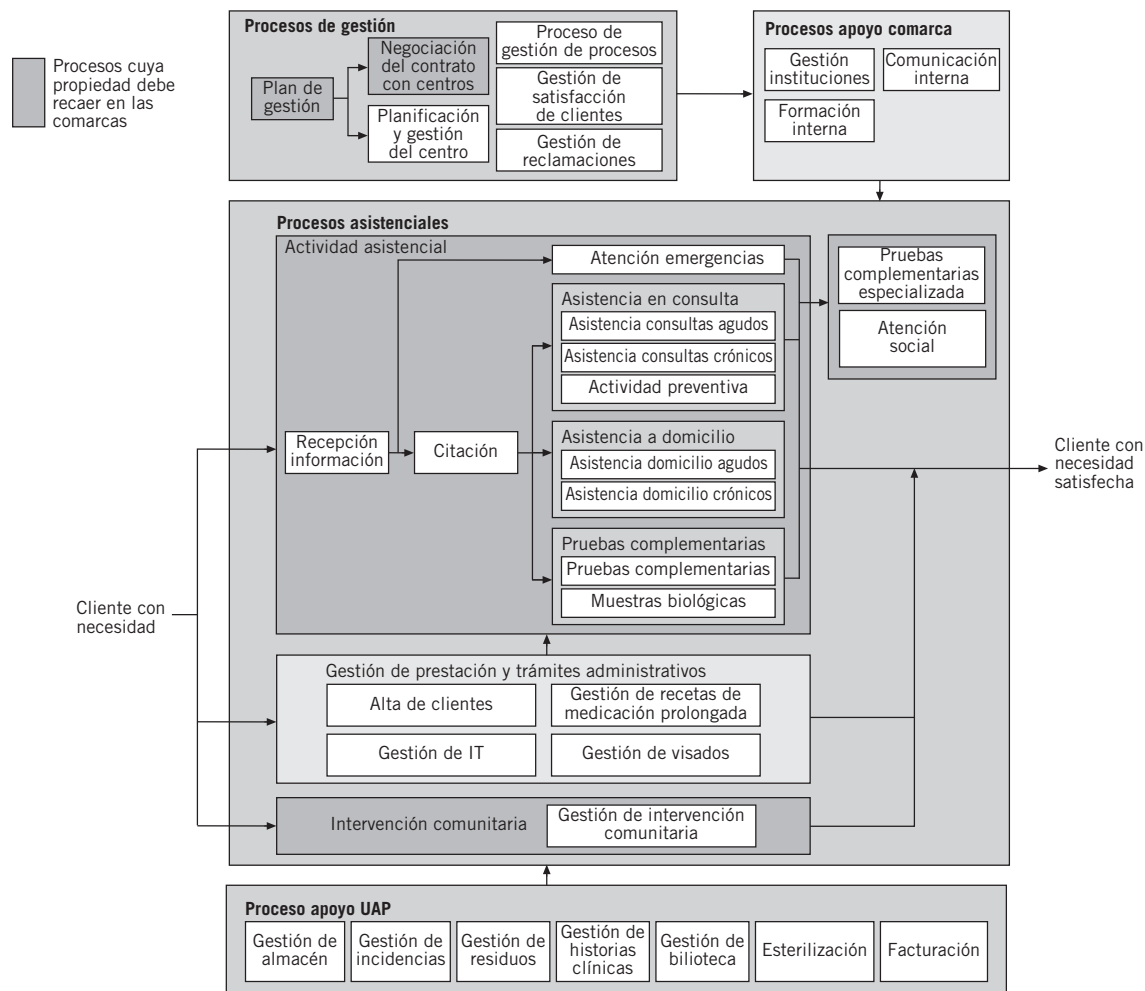 Procesos cuya
propiedad debe
recaer en las
comarcas
Procesos de gestión
Plan de
gestión
Negociación
del contrato
con centros
Planificación
y gestión
del centro
Proceso de
gestión de procesos
Gestión de
satisfacción
de clientes
Gestión de
reclamaciones
Procesos apoyo comarca
Gestión
instituciones
Comunicación
interna
Formación
interna
Procesos asistenciales
Actividad asistencial
Atención emergencias
Asistencia en consulta
Asistencia consultas agudos
Asistencia consultas crónicos
Actividad preventiva
Recepción
información
Citación
Asistencia a domicilio
Asistencia domicilio agudos
Asistencia domicilio crónicos
Pruebas complementarias
Pruebas complementarias
Muestras biológicas
Pruebas
complementarias
especializada
Atención
social
Cliente con
necesidad
satisfecha
Cliente con
necesidad
Gestión de prestación y trámites administrativos
Alta de clientes
Gestión de recetas de
medicación prolongada
Gestión de IT
Gestión de visados
Intervención comunitaria
Gestión de intervención
comunitaria
Proceso apoyo UAP
Gestión de
almacén
Gestión de
incidencias
Gestión de
residuos
Gestión de
historias
clínicas
Gestión de
bilioteca
Esterilización
Facturación